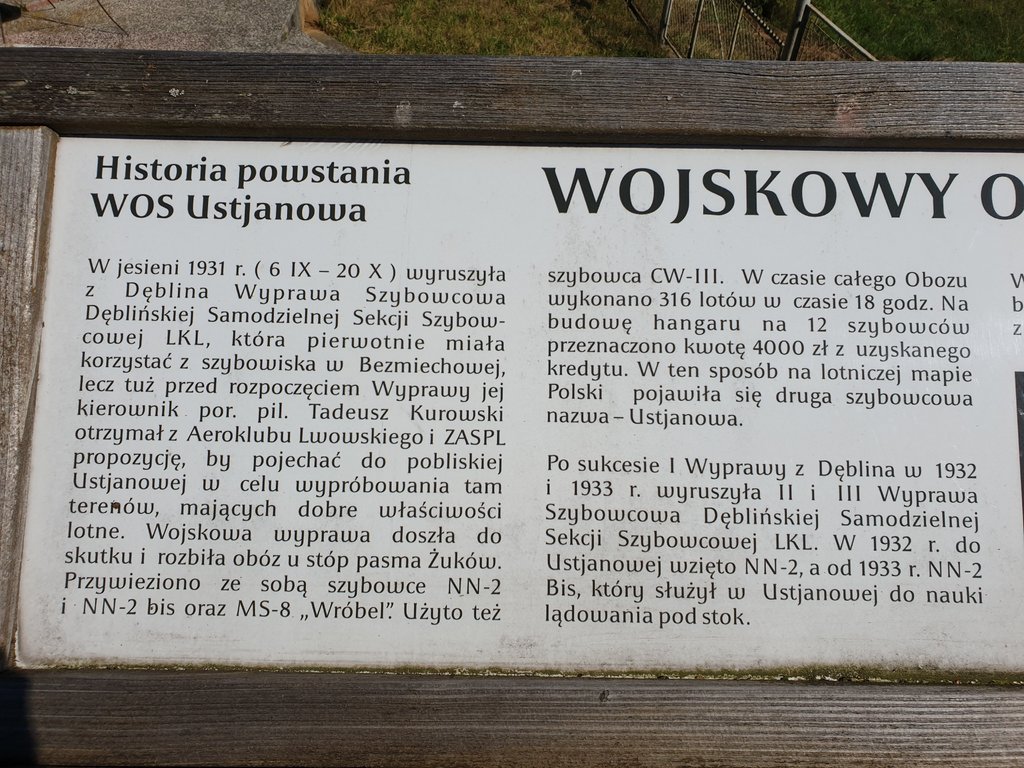 Historia powstania
WOS Ustjanowa
W jesieni 1931 r. ( 6 IX – 20 X ) wyruszyła
z Dęblina Wyprawa Szybowcowa
Dęblińskiej Samodzielnej Sekcji Szybow-
cowej LKL, która pierwotnie miała
korzystać z szybowiska w Bezmiechowej,
lecz tuż przed rozpoczęciem Wyprawy jej
kierownik por. pil. Tadeusz Kurowski
otrzymał z Aeroklubu Lwowskiego i ZASPL
propozycję, by pojechać do pobliskiej
Ustjanowej w celu wypróbowania tam
terenów, mających dobre właściwości
lotne. Wojskowa wyprawa doszła do
skutku i rozbiła obóz u stóp pasma Żuków.
Przywieziono ze sobą szybowce NN-2
i NN-2 bis oraz MS-8 „Wróbel”. Użyto też
WOJSKOWY O
szybowca CW-III. W czasie całego Obozu
wykonano 316 lotów w czasie 18 godz. Na
budowę hangaru na 12 szybowców
przeznaczono kwotę 4000 zł z uzyskanego
kredytu. W ten sposób na lotniczej mapie
Polski pojawiła się druga szybowcowa
nazwa – Ustjanowa.
Po sukcesie I Wyprawy z Dęblina w 1932
i 1933 r. wyruszyła II i III Wyprawa
Szybowcowa Dęblińskiej Samodzielnej
Sekcji Szybowcowej LKL. W 1932 r. do
Ustjanowej wzięto NN-2, a od 1933 r. NN-2
Bis, który służył w Ustjanowej do nauki
lądowania pod stok.